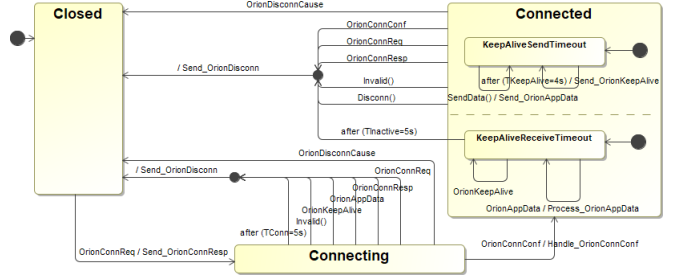 OrionDisconnCause
Closed
Connected
OrionConnConf
OrionConnReq
OrionConnResp
KeepAliveSendTimeout
/ Send_OrionDisconn
Invalid()
after (TKeepAlive=4s) / Send_OrionKeepAlive
Disconn()
SendData() / Send_OrionAppData
after (TInactive=5s)
KeepAliveReceiveTimeout
OrionDisconnCause
/ Send_OrionDisconn
OrionConnReq
OrionConnResp
OrionAppData
OrionKeepAlive
Invalid()
after (TConn=5s)
OrionKeepAlive
OrionAppData / Process_OrionAppData
OrionConnReq / Send_OrionConnResp
Connecting
OrionConnConf / Handle_OrionConnConf